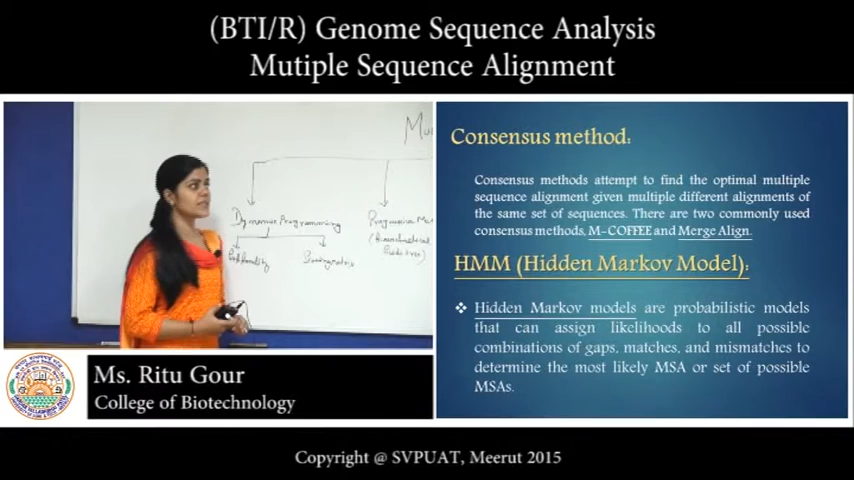 (BTI/R) Genome Sequence Analysis
Mutiple Sequence Alignment
Mu
Dynamic Programming
Progressive
Consensus method:
Consensus methods attempt to find the optimal multiple
sequence alignment given multiple different alignments of
the same set of sequences. There are two commonly used
consensus methods, M-COFFEE and Merge Align.
HMM (Hidden Markov Model):
❖ Hidden Markov models are probabilistic models
that can assign likelihoods to all possible
combinations of gaps, matches, and mismatches to
determine the most likely MSA or set of possible
MSAs.
Ms. Ritu Gour
College of Biotechnology
Copyright @ SVPUAT, Meerut 2015